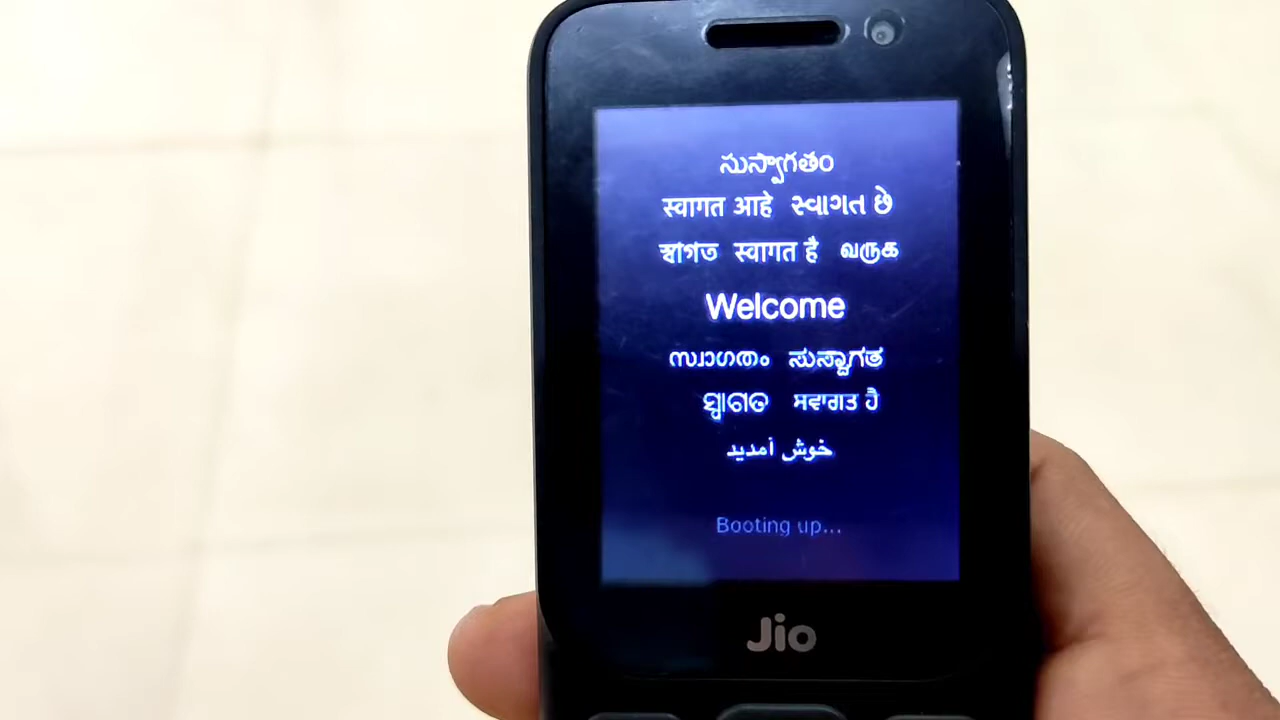 సుస్వాగతం
स्वागत आहे સ્વાગત છે
স্বাগত स्वागत है வருக
Welcome
സ്വാഗതം ಸುಸ್ವಾಗತ
ସ୍ୱାଗତ ਸਵਾਗਤ ਹੈ
خوش آمدید
Booting up...
Jio